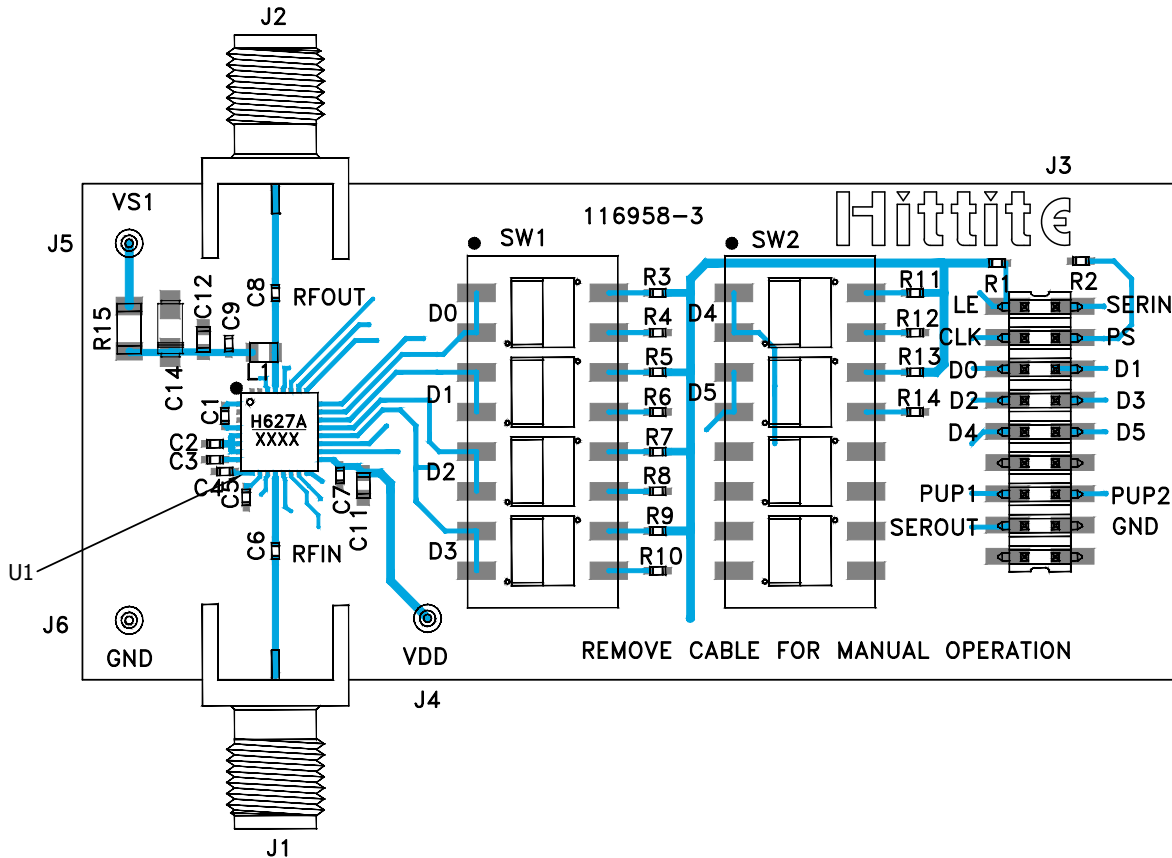 J2
J3
VS1
116958-3
Hittite
J5
SW1
SW2
R15
C14
C12
C9
C8
RFOUT
L1
D0
D1
D2
D3
R3
R4
R5
R6
R7
R8
R9
R10
D4
D5
R11
R12
R13
R14
R1
R2
LE
SERIN
CLK
PS
D0
D1
D2
D3
D4
D5
PUP1
PUP2
SEROUT
GND
H627A
XXXX
C1
C2
C3
C4
C5
C7
C11
C6
RFIN
U1
J6
GND
VDD
REMOVE CABLE FOR MANUAL OPERATION
J4
J1